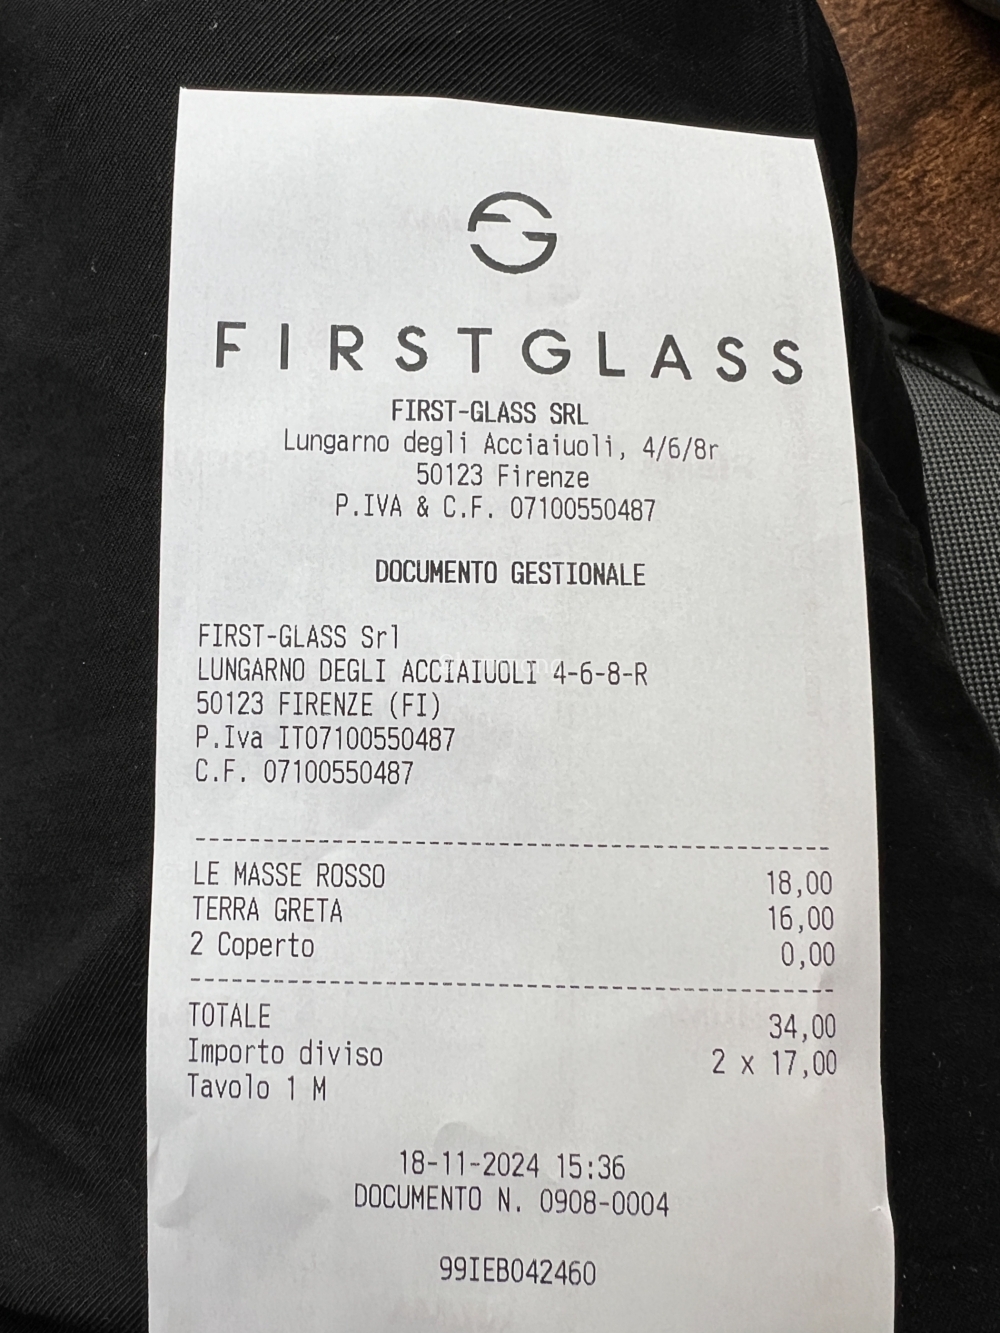 FIRSTGLASS
FIRST-GLASS SRL
Lungarno degli Acciaiuoli, 4/6/8r
50123 Firenze
P.IVA & C.F. 07100550487
DOCUMENTO GESTIONALE
FIRST-GLASS Srl
LUNGARNO DEGLI ACCIAIUOLI 4-6-8-R
50123 FIRENZE (FI)
P.Iva IT07100550487
C.F. 07100550487
LE MASSE ROSSO 18,00
TERRA GRETA 16,00
2 Coperto 0,00
TOTALE 34,00
Importo diviso 2 x 17,00
Tavolo 1 M
18-11-2024 15:36
DOCUMENTO N. 0908-0004
99IEB042460